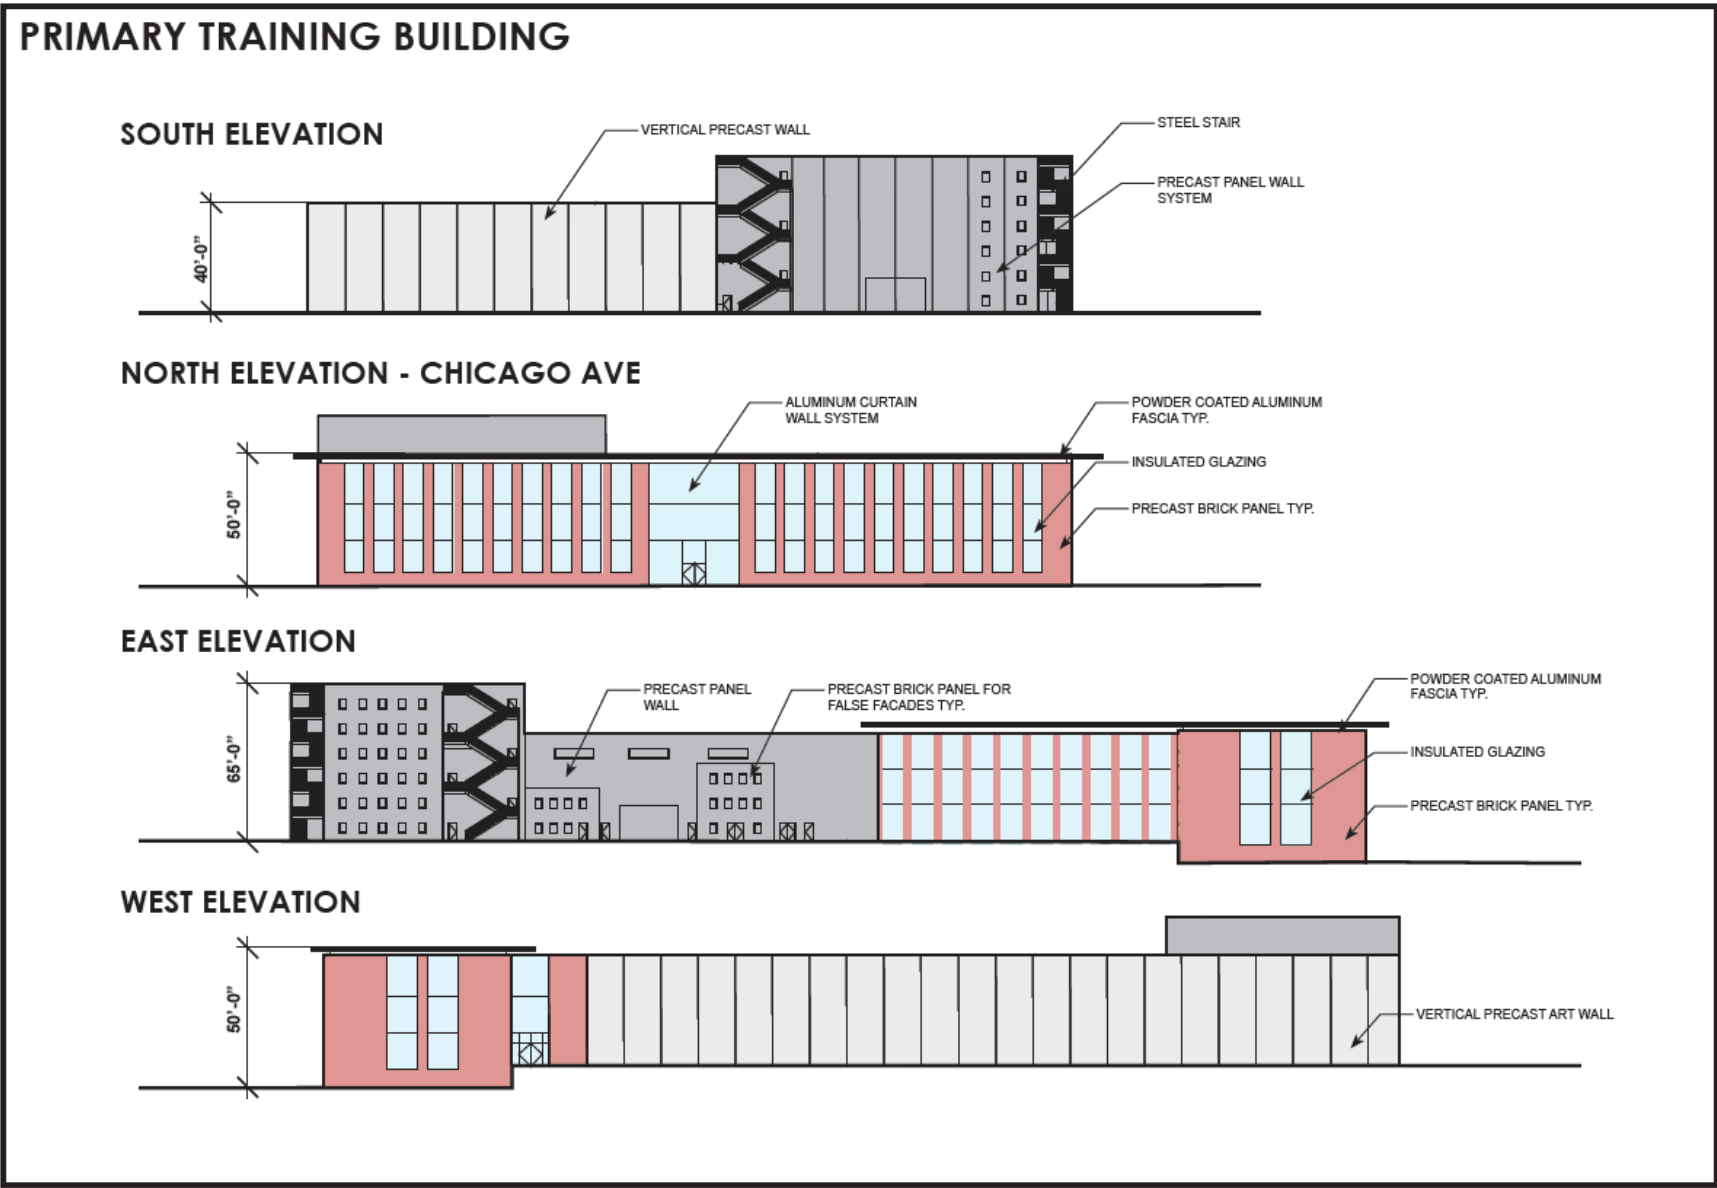 PRIMARY TRAINING BUILDING
SOUTH ELEVATION
VERTICAL PRECAST WALL
STEEL STAIR
PRECAST PANEL WALL
SYSTEM
40'-0"
NORTH ELEVATION - CHICAGO AVE
ALUMINUM CURTAIN
WALL SYSTEM
POWDER COATED ALUMINUM
FASCIA TYP.
INSULATED GLAZING
PRECAST BRICK PANEL TYP.
50'-0"
EAST ELEVATION
PRECAST PANEL
WALL
PRECAST BRICK PANEL FOR
FALSE FACADES TYP.
POWDER COATED ALUMINUM
FASCIA TYP.
INSULATED GLAZING
PRECAST BRICK PANEL TYP.
65'-0"
WEST ELEVATION
50'-0"
VERTICAL PRECAST ART WALL